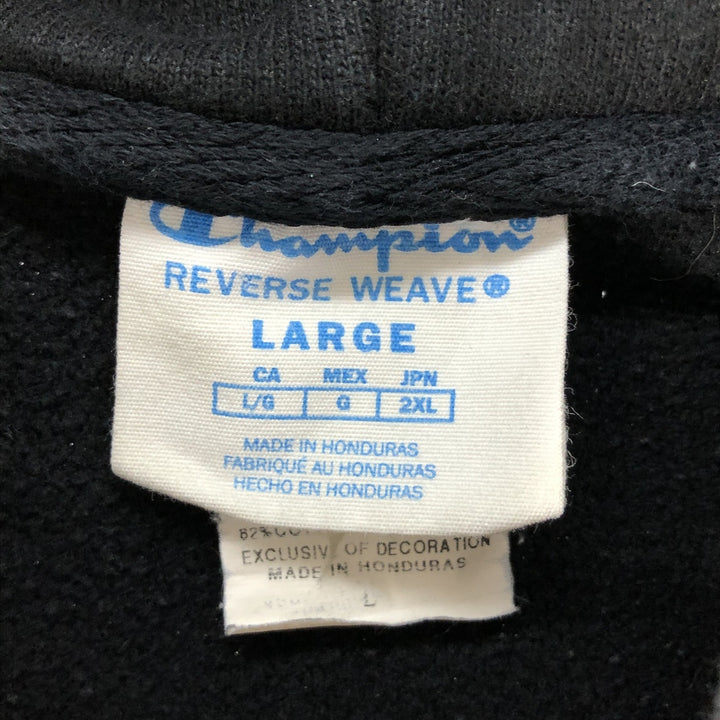 Champion®
REVERSE WEAVE®
LARGE
CA MEX JPN
L/G G 2XL
MADE IN HONDURAS
FABRIQUÉ AU HONDURAS
HECHO EN HONDURAS
82%
EXCLUSIVE OF DECORATION
MADE IN HONDURAS
L